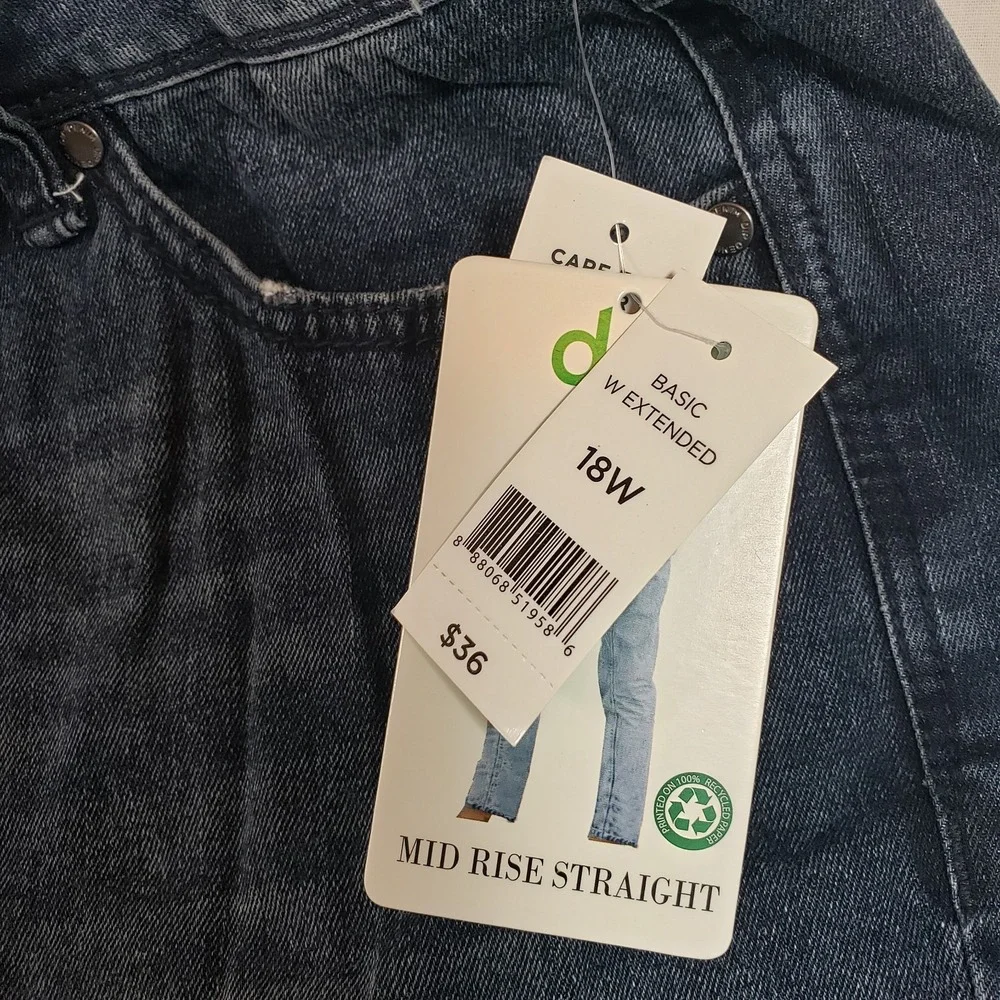 CARE
d
BASIC
W EXTENDED
18W
8 88068 51958 6
$36
PRINTED ON 100% RECYCLED PAPER
MID RISE STRAIGHT